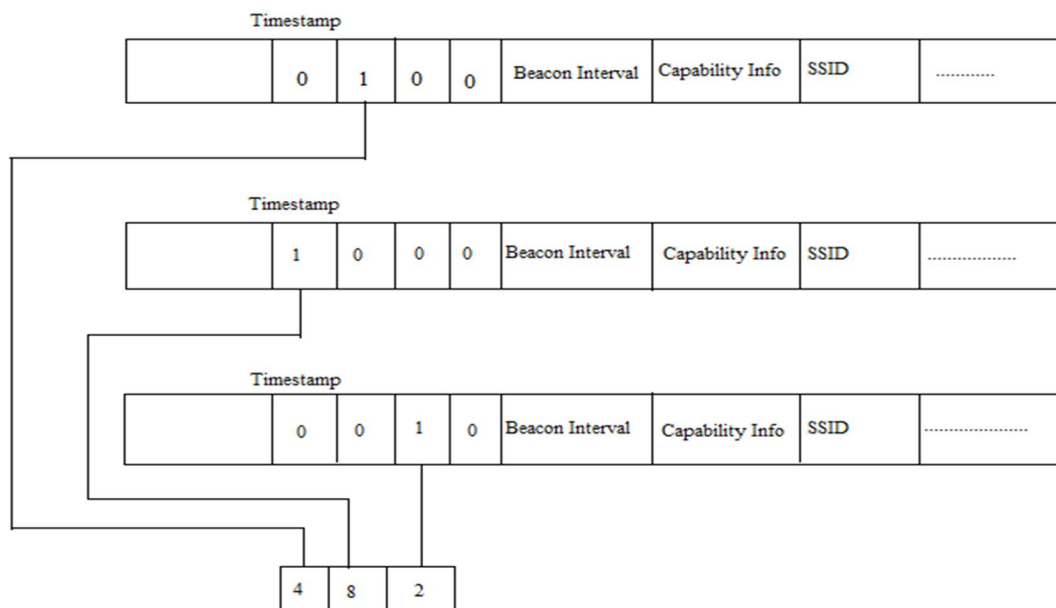 Timestamp
0 1 0 0 Beacon Interval Capability Info SSID ............
Timestamp
1 0 0 0 Beacon Interval Capability Info SSID .................
Timestamp
0 0 1 0 Beacon Interval Capability Info SSID ....................
4 8 2